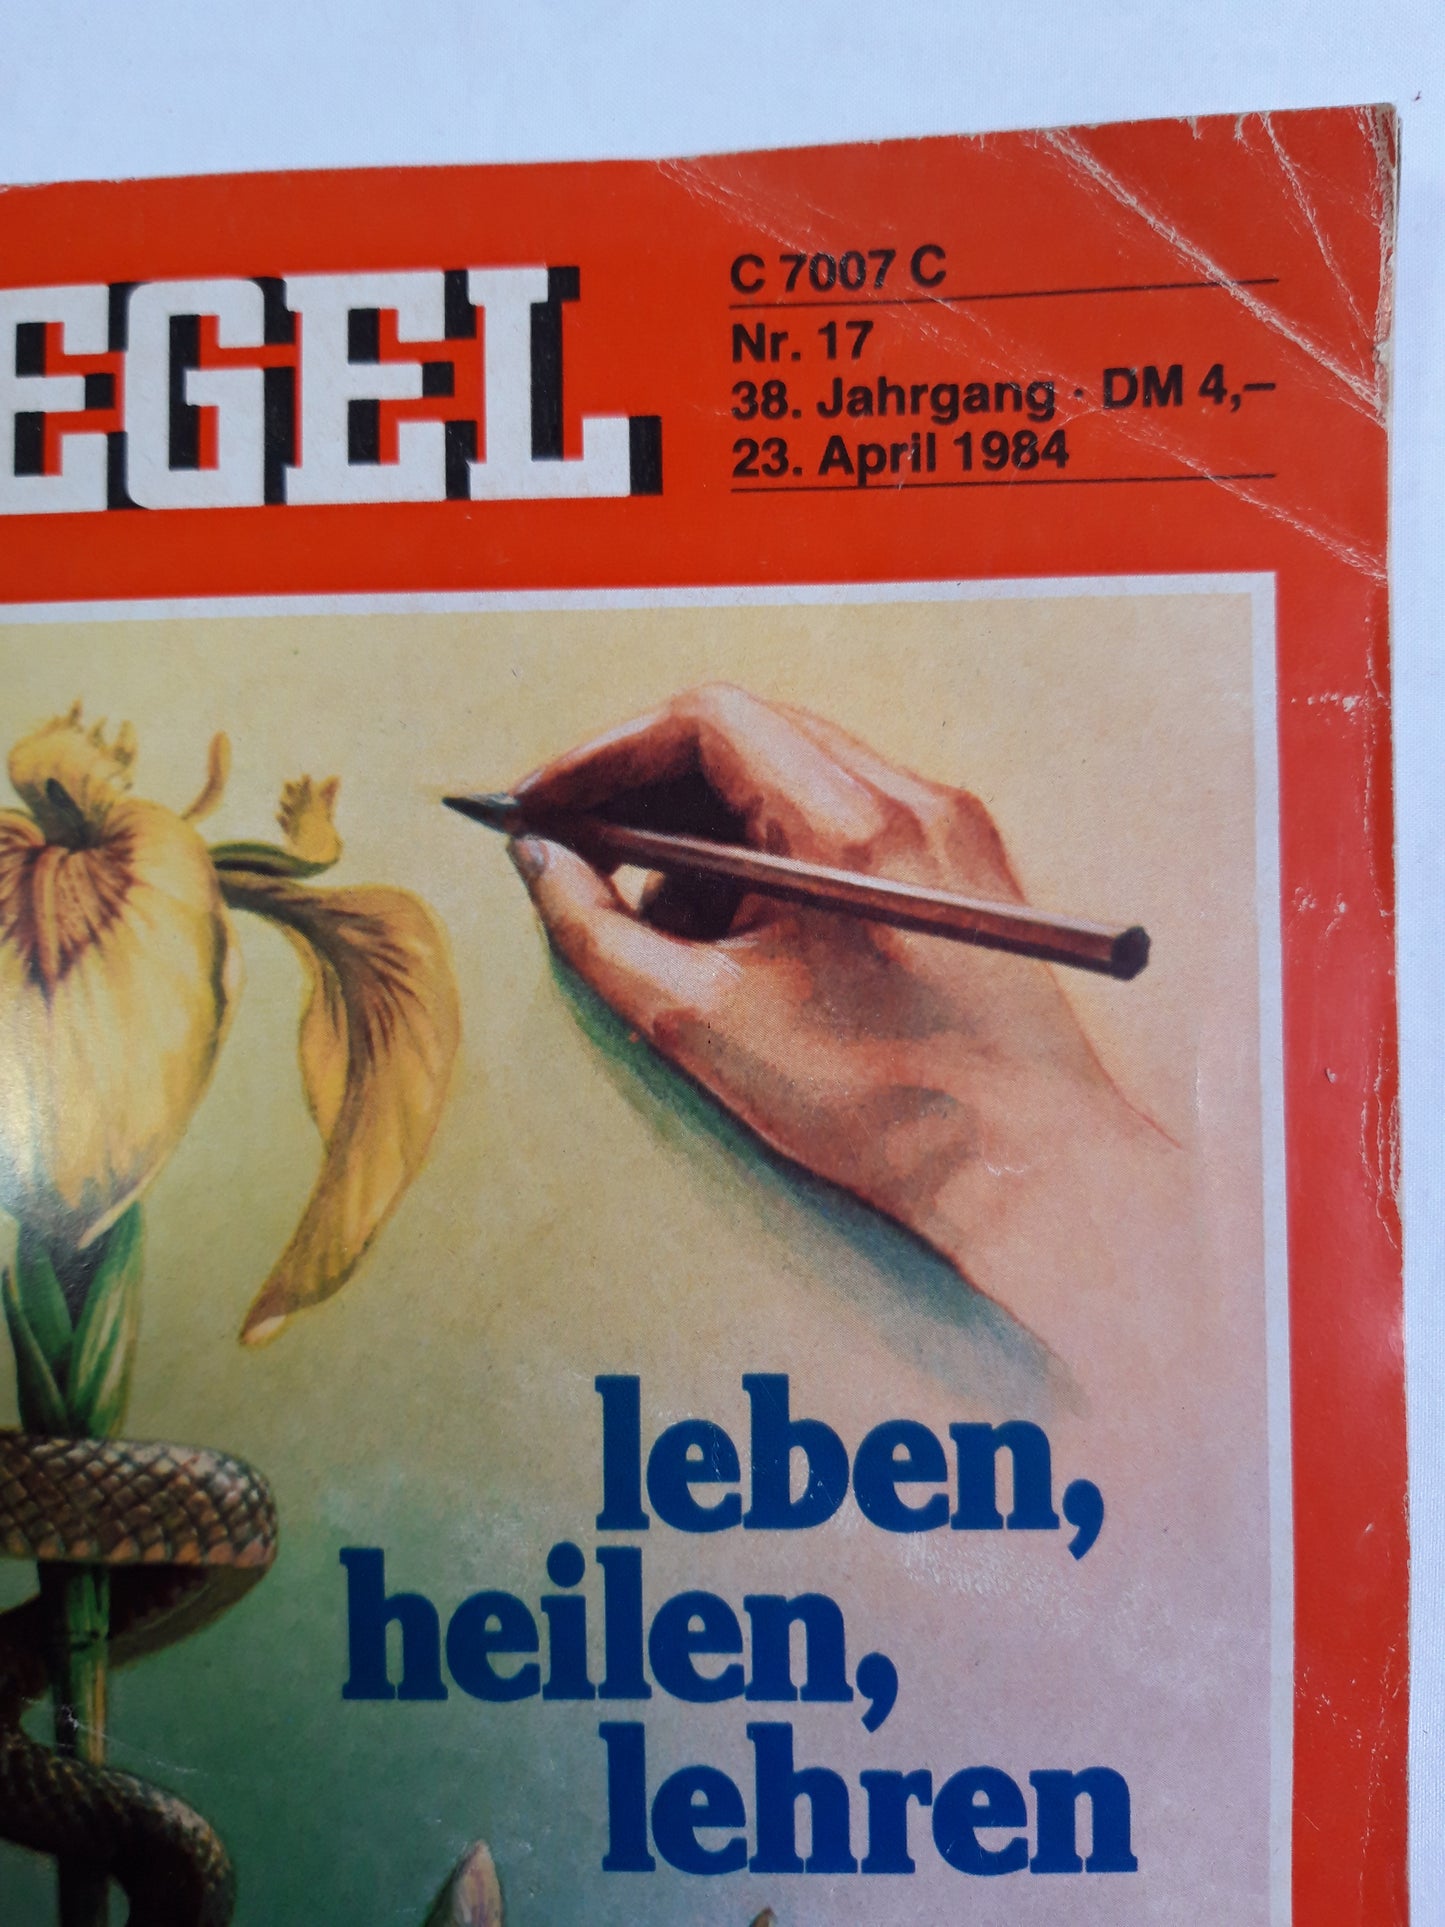 EGEL
C 7007 C
Nr. 17
38. Jahrgang · DM 4,–
23. April 1984
leben,
heilen,
lehren